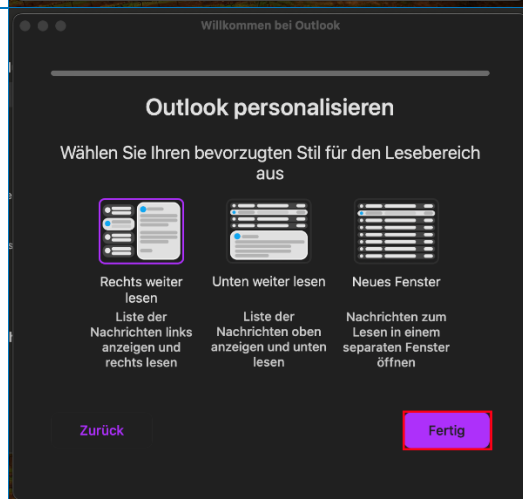 Willkommen bei Outlook
Outlook personalisieren
Wählen Sie Ihren bevorzugten Stil für den Lesebereich
aus
Rechts weiter
lesen
Liste der
Nachrichten links
anzeigen und
rechts lesen
Unten weiter lesen
Liste der
Nachrichten oben
anzeigen und unten
lesen
Neues Fenster
Nachrichten zum
Lesen in einem
separaten Fenster
öffnen
Zurück
Fertig